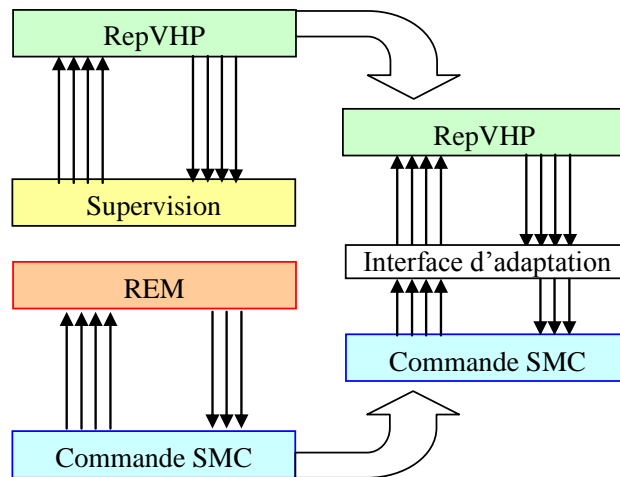 RepVHP
Supervision
REM
Commande SMC
RepVHP
Interface d’adaptation
Commande SMC